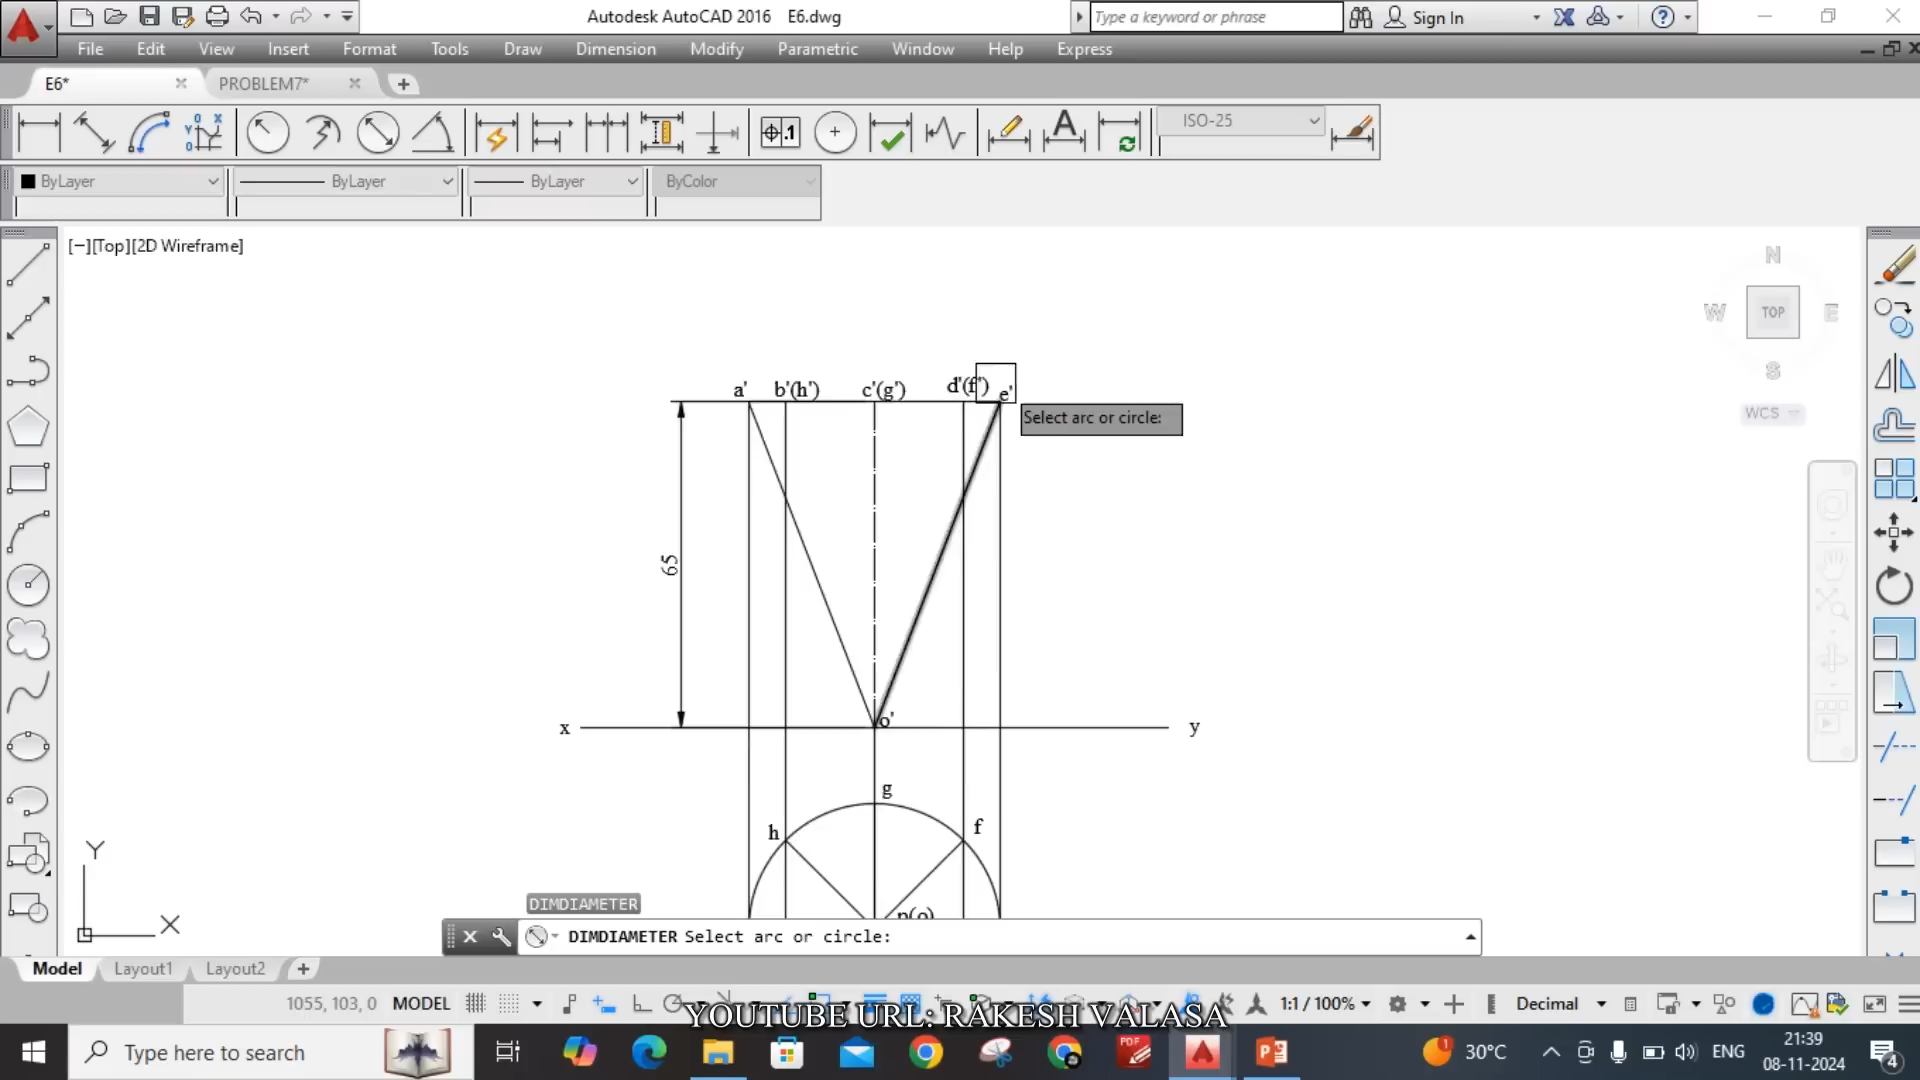 Autodesk AutoCAD 2016 E6.dwg
Type a keyword or phrase
Sign In
File Edit View Insert Format Tools Draw Dimension Modify Parametric Window Help Express
E6* PROBLEM7*
.1 A ISO-25
ByLayer ByLayer ByLayer ByColor
[−][Top][2D Wireframe]
N
W TOP E
S
WCS
a' b'(h') c'(g') d'(f') e'
Select arc or circle:
65
x o' y
g
h f
p(o)
Y
X
DIMDIAMETER
DIMDIAMETER Select arc or circle:
Model Layout1 Layout2
1055, 103, 0 MODEL 1:1 / 100% Decimal
YOUTUBE URL: RAKESH VALASA
Type here to search
PDF
30°C ENG
21:39
08-11-2024
4